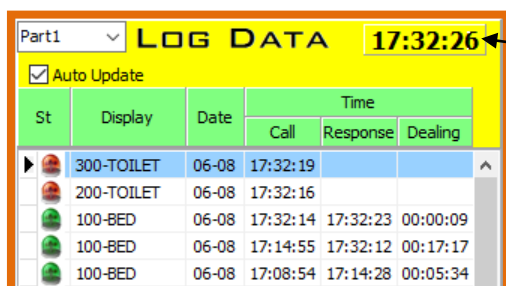 Part1 LOG DATA 17:32:26
Auto Update
St Display Date Time
Call Response Dealing
300-TOILET 06-08 17:32:19
200-TOILET 06-08 17:32:16
100-BED 06-08 17:32:14 17:32:23 00:00:09
100-BED 06-08 17:14:55 17:32:12 00:17:17
100-BED 06-08 17:08:54 17:14:28 00:05:34